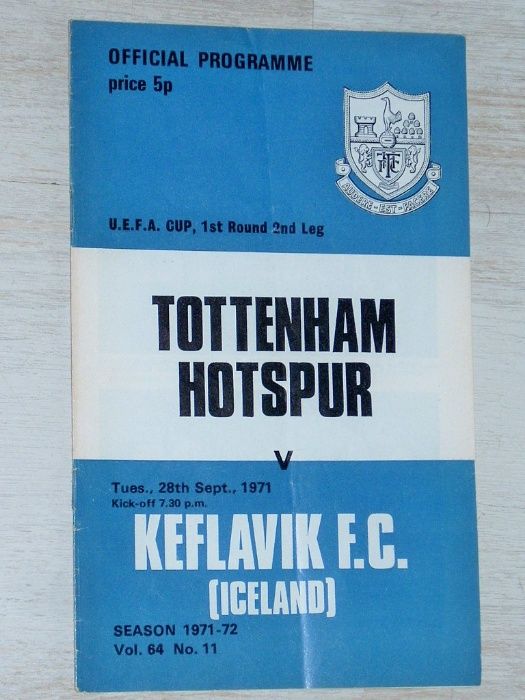 OFFICIAL PROGRAMME
price 5p
AUDERE-EST-FACERE
U.E.F.A. CUP, 1st Round 2nd Leg
TOTTENHAM
HOTSPUR
v
Tues., 28th Sept., 1971
Kick-off 7.30 p.m.
KEFLAVIK F.C.
(ICELAND)
SEASON 1971-72
Vol. 64 No. 11